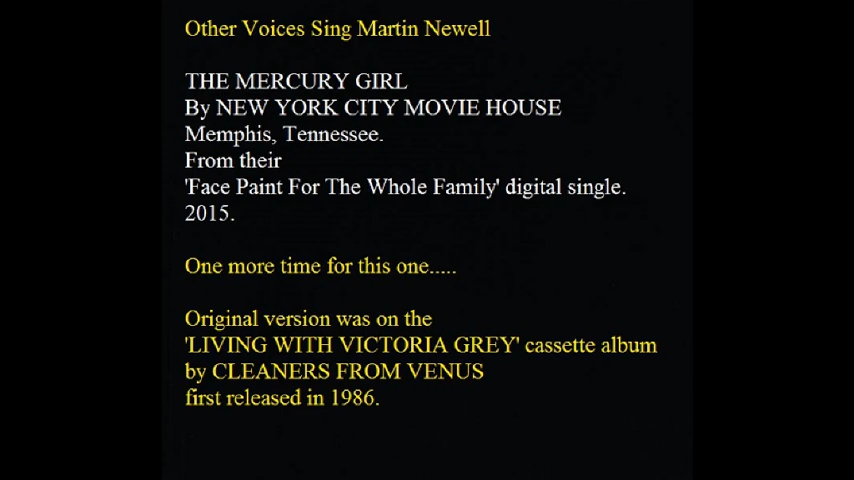 Other Voices Sing Martin Newell
THE MERCURY GIRL
By NEW YORK CITY MOVIE HOUSE
Memphis, Tennessee.
From their
'Face Paint For The Whole Family' digital single.
2015.
One more time for this one.....
Original version was on the
'LIVING WITH VICTORIA GREY' cassette album
by CLEANERS FROM VENUS
first released in 1986.